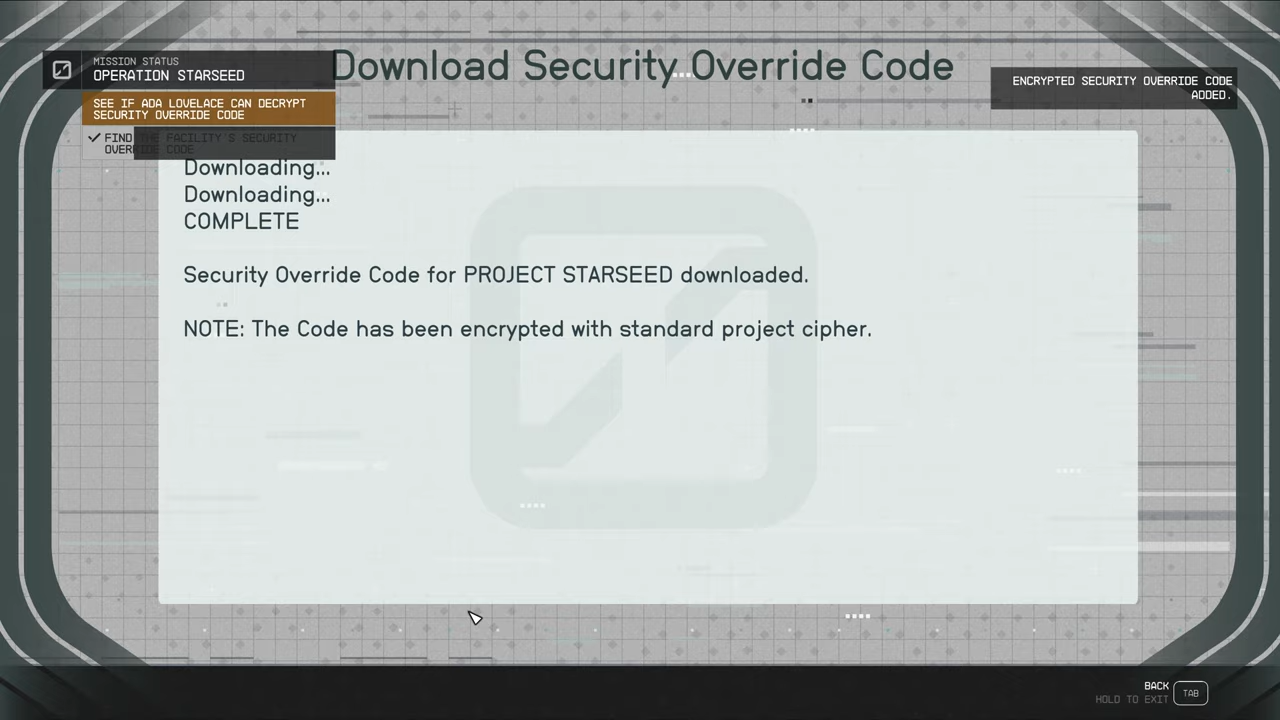 Download Security Override Code
MISSION STATUS
OPERATION STARSEED
SEE IF ADA LOVELACE CAN DECRYPT
SECURITY OVERRIDE CODE
FIND THE FACILITY'S SECURITY
OVERRIDE CODE
ENCRYPTED SECURITY OVERRIDE CODE
ADDED.
Downloading...
Downloading...
COMPLETE
Security Override Code for PROJECT STARSEED downloaded.
NOTE: The Code has been encrypted with standard project cipher.
BACK
HOLD TO EXIT
TAB